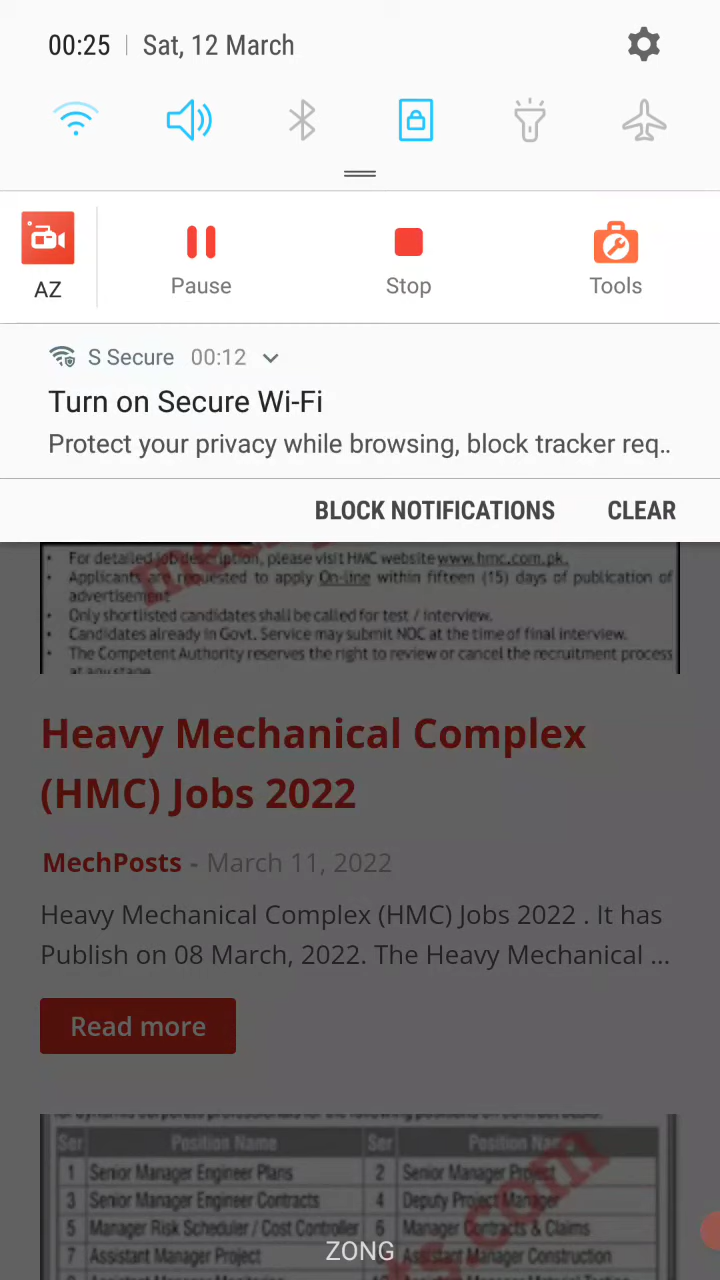 00:25 | Sat, 12 March
AZ
Pause
Stop
Tools
S Secure 00:12
Turn on Secure Wi-Fi
Protect your privacy while browsing, block tracker req..
BLOCK NOTIFICATIONS CLEAR
• For detailed job description, please visit HMC website www.hmc.com.pk.
• Applicants are requested to apply On-line within fifteen (15) days of publication of
advertisement
• Only shortlisted candidates shall be called for test / interview.
• Candidates already in Govt. Service may submit NOC at the time of final interview.
• The Competent Authority reserves the right to review or cancel the recruitment process
at any stage
Heavy Mechanical Complex
(HMC) Jobs 2022
MechPosts - March 11, 2022
Heavy Mechanical Complex (HMC) Jobs 2022 . It has
Publish on 08 March, 2022. The Heavy Mechanical ...
Read more
Ser Position Name Ser Position Name
1 Senior Manager Engineer Plans 2 Senior Manager Project
3 Senior Manager Engineer Contracts 4 Deputy Project Manager
5 Manager Risk Scheduler / Cost Controller 6 Manager Contracts & Claims
7 Assistant Manager Project Assistant Manager Construction
ZONG